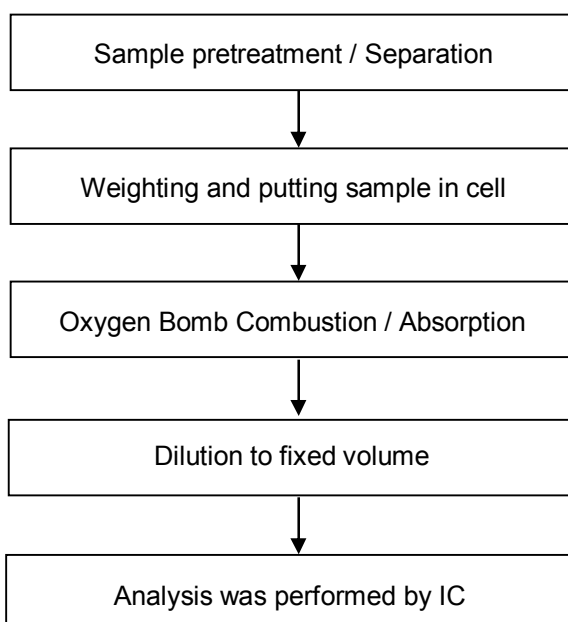 Sample pretreatment / Separation
Weighting and putting sample in cell
Oxygen Bomb Combustion / Absorption
Dilution to fixed volume
Analysis was performed by IC